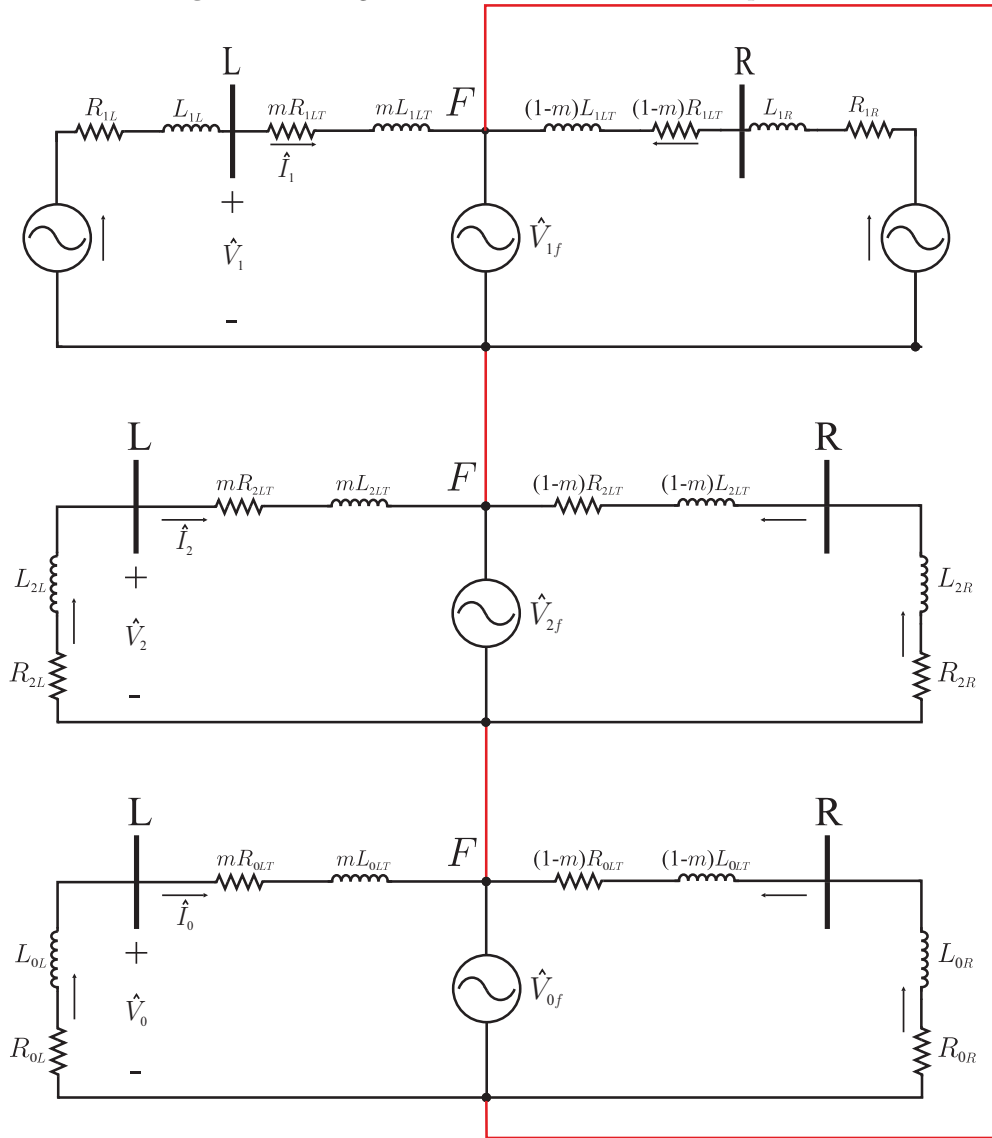 L R
R_{1L} L_{1L} mR_{1LT} mL_{1LT} F (1-m)L_{1LT} (1-m)R_{1LT} L_{1R} R_{1R}
Î_1
+
V̂_1 V̂_{1f}
-
L R
mR_{2LT} mL_{2LT} F (1-m)R_{2LT} (1-m)L_{2LT}
Î_2
L_{2L} + L_{2R}
V̂_2 V̂_{2f}
R_{2L} - R_{2R}
L R
mR_{0LT} mL_{0LT} F (1-m)R_{0LT} (1-m)L_{0LT}
Î_0
L_{0L} + L_{0R}
V̂_0 V̂_{0f}
R_{0L} - R_{0R}